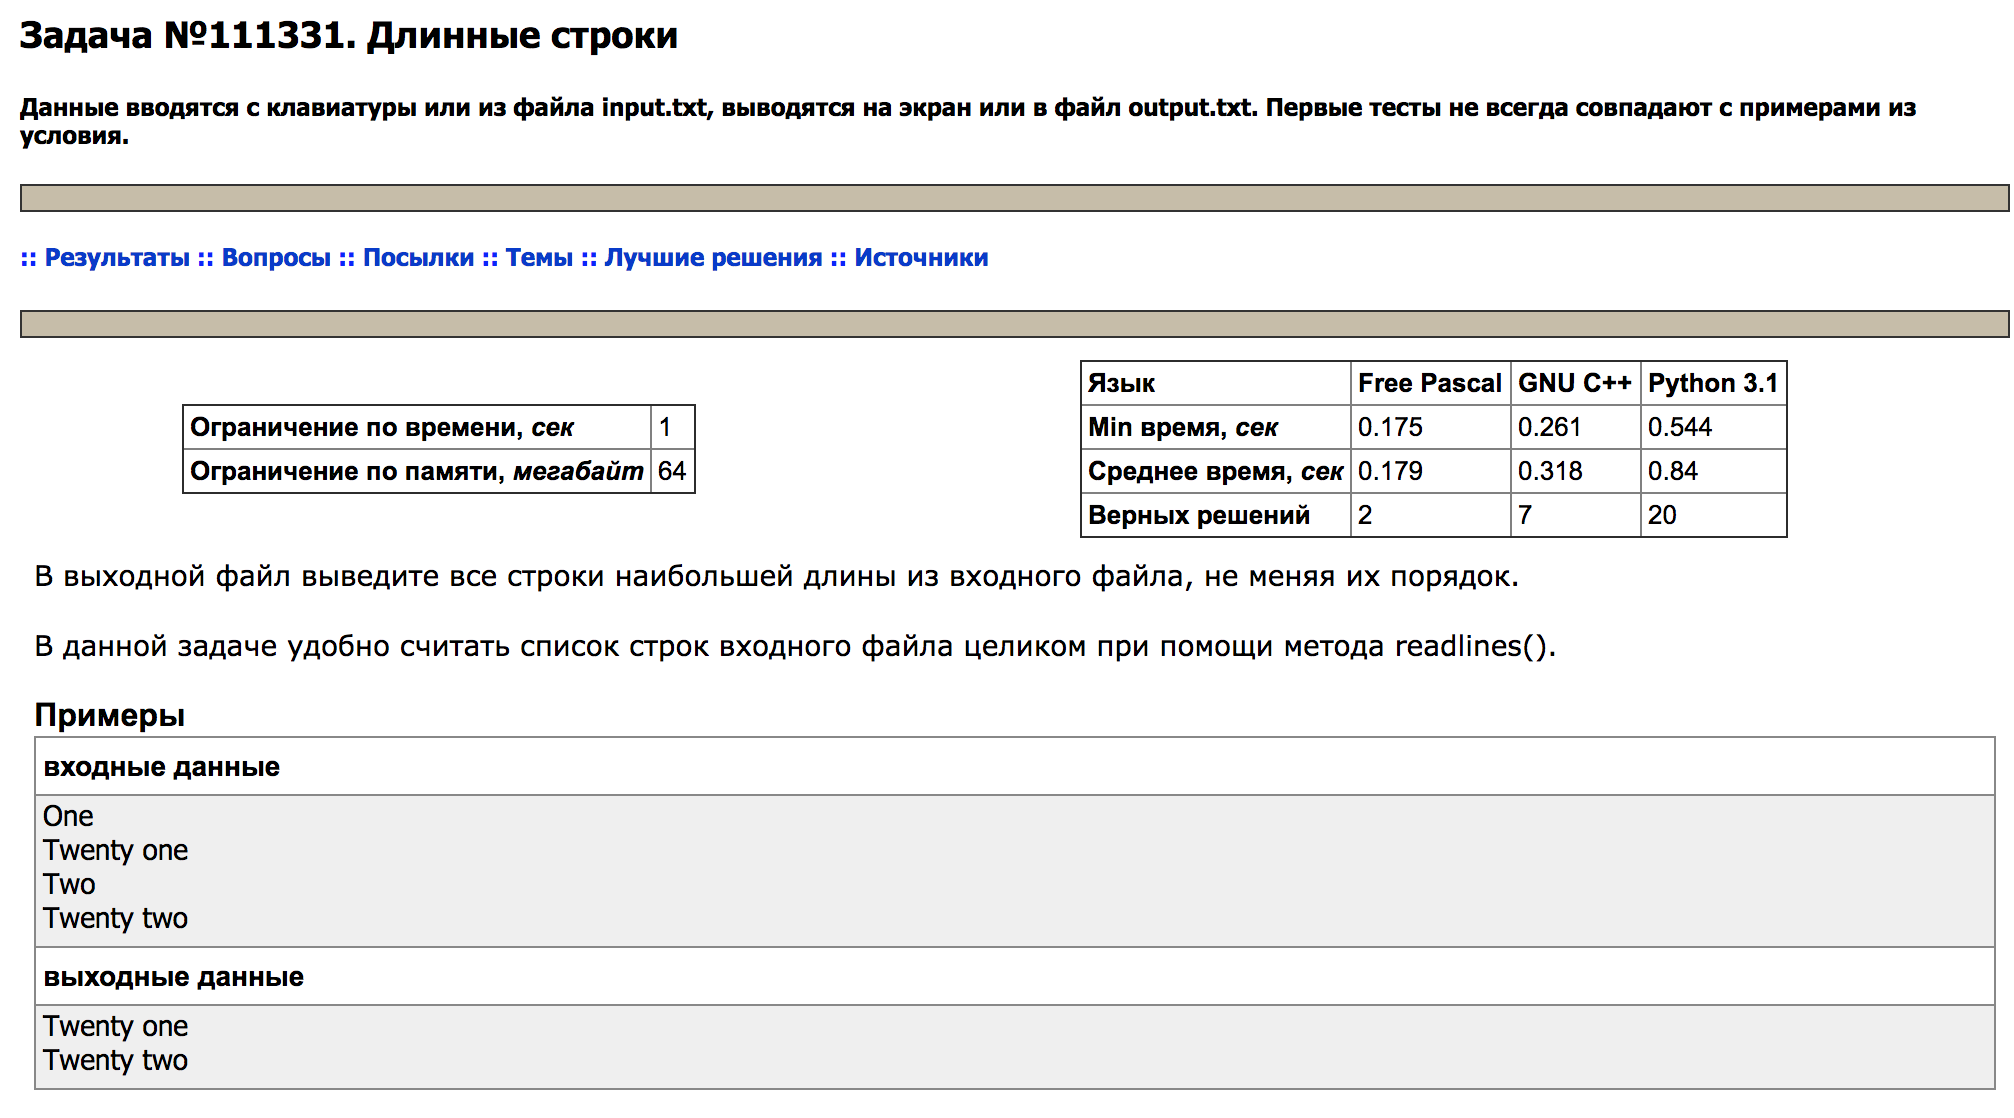 Задача №111331. Длинные строки
Данные вводятся с клавиатуры или из файла input.txt, выводятся на экран или в файл output.txt. Первые тесты не всегда совпадают с примерами из
условия.
:: Результаты :: Вопросы :: Посылки :: Темы :: Лучшие решения :: Источники
Ограничение по времени, сек 1
Ограничение по памяти, мегабайт 64
Язык Free Pascal GNU C++ Python 3.1
Min время, сек 0.175 0.261 0.544
Среднее время, сек 0.179 0.318 0.84
Верных решений 2 7 20
В выходной файл выведите все строки наибольшей длины из входного файла, не меняя их порядок.
В данной задаче удобно считать список строк входного файла целиком при помощи метода readlines().
Примеры
входные данные
One
Twenty one
Two
Twenty two
выходные данные
Twenty one
Twenty two